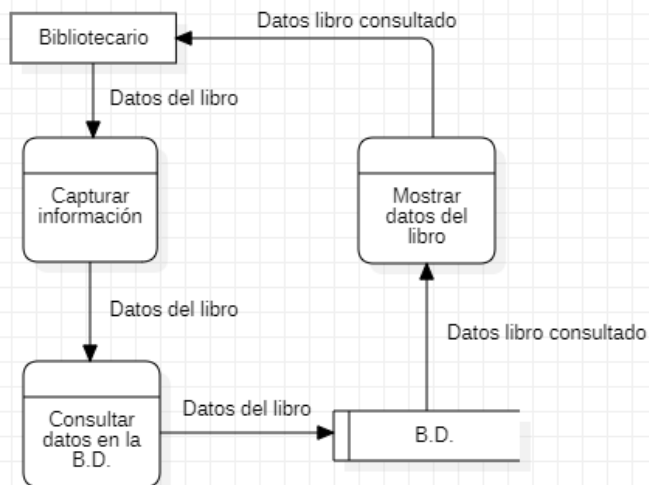 Datos libro consultado
Bibliotecario
Datos del libro
Capturar
información
Mostrar
datos del
libro
Datos del libro
Datos libro consultado
Consultar
datos en la
B.D.
Datos del libro
B.D.